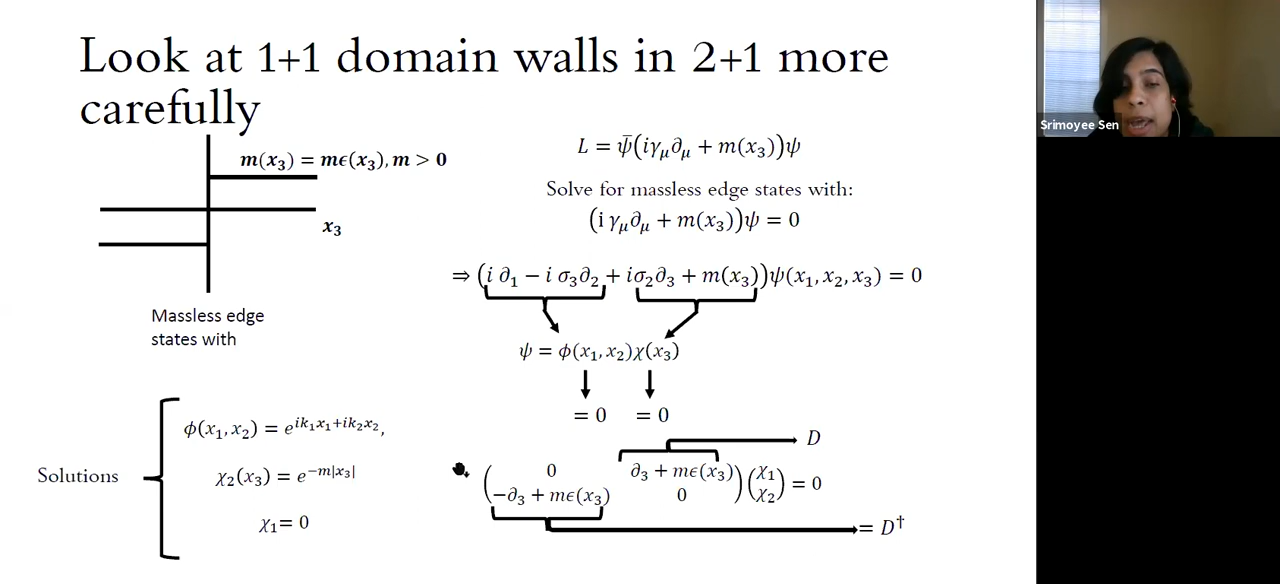 Look at 1+1 domain walls in 2+1 more
carefully
m(x₃) = mϵ(x₃), m > 0
x₃
Massless edge
states with
L = ψ̄(iγ_μ∂_μ + m(x₃))ψ
Solve for massless edge states with:
(i γ_μ∂_μ + m(x₃))ψ = 0
⇒ (i ∂₁ − i σ₃∂₂ + iσ₂∂₃ + m(x₃))ψ(x₁, x₂, x₃) = 0
ψ = ϕ(x₁, x₂)χ(x₃)
= 0 = 0
D
( 0 ∂₃ + mϵ(x₃) ) ( χ₁ ) = 0
( −∂₃ + mϵ(x₃) 0 ) ( χ₂ )
= D†
Solutions
ϕ(x₁, x₂) = e^{ik₁x₁+ik₂x₂},
χ₂(x₃) = e^{−m|x₃|}
χ₁= 0
Srimoyee Sen